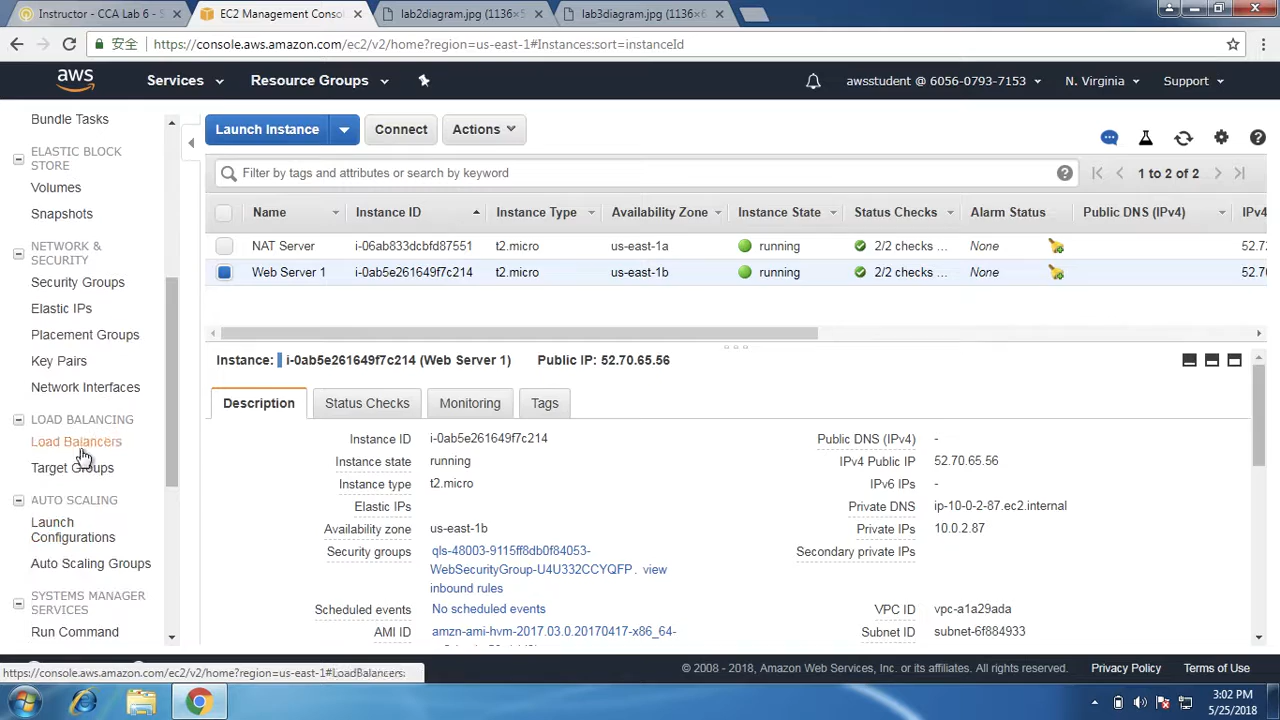 Instructor - CCA Lab 6 - S
EC2 Management Conso
lab2diagram.jpg (1136×5
lab3diagram.jpg (1136×6
安全
https://console.aws.amazon.com/ec2/v2/home?region=us-east-1#Instances:sort=instanceId
aws
Services
Resource Groups
awsstudent @ 6056-0793-7153
N. Virginia
Support
Bundle Tasks
ELASTIC BLOCK
STORE
Volumes
Snapshots
NETWORK &
SECURITY
Security Groups
Elastic IPs
Placement Groups
Key Pairs
Network Interfaces
LOAD BALANCING
Load Balancers
Target Groups
AUTO SCALING
Launch
Configurations
Auto Scaling Groups
SYSTEMS MANAGER
SERVICES
Run Command
Launch Instance
Connect
Actions
Filter by tags and attributes or search by keyword
1 to 2 of 2
Name Instance ID Instance Type Availability Zone Instance State Status Checks Alarm Status Public DNS (IPv4) IPv4
NAT Server i-06ab833dcbfd87551 t2.micro us-east-1a running 2/2 checks ... None 52.72
Web Server 1 i-0ab5e261649f7c214 t2.micro us-east-1b running 2/2 checks ... None 52.70
Instance: i-0ab5e261649f7c214 (Web Server 1) Public IP: 52.70.65.56
Description
Status Checks
Monitoring
Tags
Instance ID i-0ab5e261649f7c214
Instance state running
Instance type t2.micro
Elastic IPs
Availability zone us-east-1b
Security groups qls-48003-9115ff8db0f84053-
WebSecurityGroup-U4U332CCYQFP . view
inbound rules
Scheduled events No scheduled events
AMI ID amzn-ami-hvm-2017.03.0.20170417-x86_64-
Public DNS (IPv4) -
IPv4 Public IP 52.70.65.56
IPv6 IPs -
Private DNS ip-10-0-2-87.ec2.internal
Private IPs 10.0.2.87
Secondary private IPs
VPC ID vpc-a1a29ada
Subnet ID subnet-6f884933
https://console.aws.amazon.com/ec2/v2/home?region=us-east-1#LoadBalancers:
© 2008 - 2018, Amazon Web Services, Inc. or its affiliates. All rights reserved.
Privacy Policy
Terms of Use
3:02 PM
5/25/2018